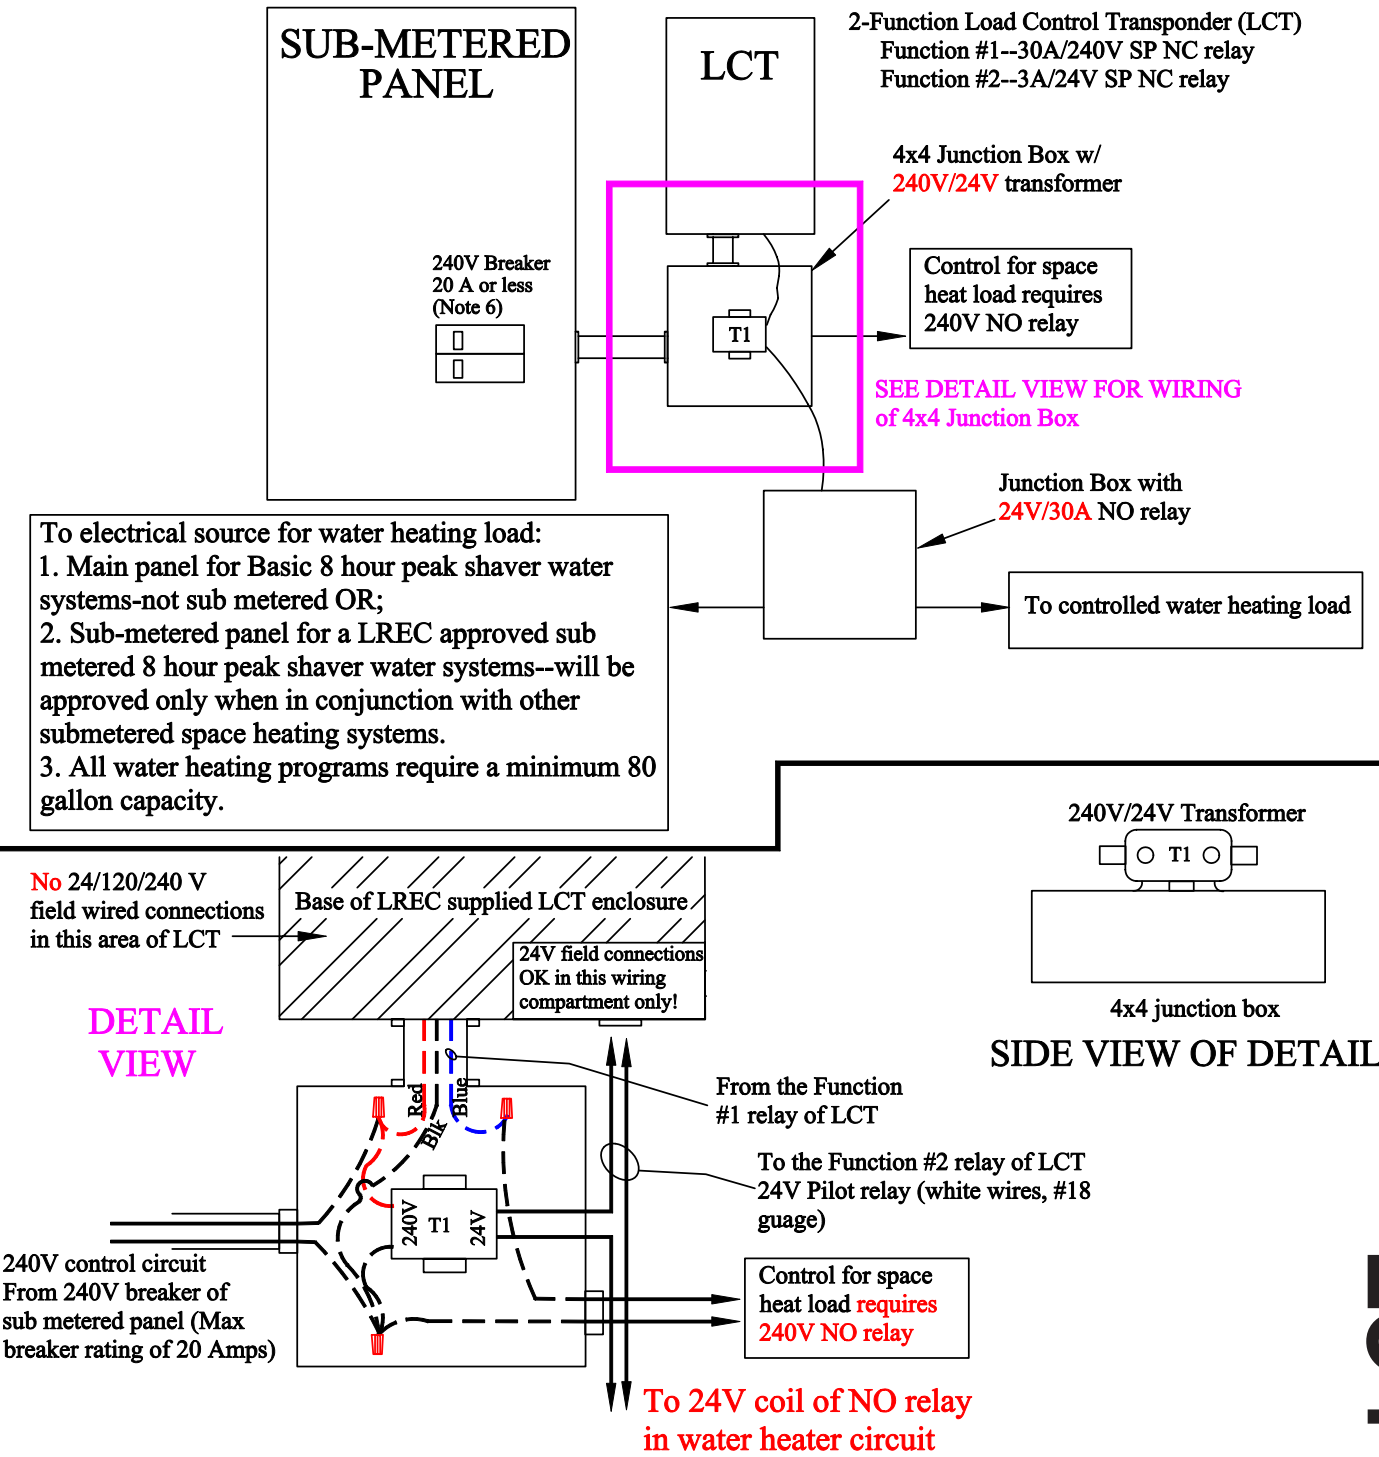 SUB-METERED
PANEL
LCT
2-Function Load Control Transponder (LCT)
Function #1--30A/240V SP NC relay
Function #2--3A/24V SP NC relay
4x4 Junction Box w/
240V/24V transformer
240V Breaker
20 A or less
(Note 6)
T1
Control for space
heat load requires
240V NO relay
SEE DETAIL VIEW FOR WIRING
of 4x4 Junction Box
Junction Box with
24V/30A NO relay
To electrical source for water heating load:
1. Main panel for Basic 8 hour peak shaver water
systems-not sub metered OR;
2. Sub-metered panel for a LREC approved sub
metered 8 hour peak shaver water systems--will be
approved only when in conjunction with other
submetered space heating systems.
3. All water heating programs require a minimum 80
gallon capacity.
To controlled water heating load
240V/24V Transformer
T1
4x4 junction box
SIDE VIEW OF DETAIL
No 24/120/240 V
field wired connections
in this area of LCT
Base of LREC supplied LCT enclosure
24V field connections
OK in this wiring
compartment only!
DETAIL
VIEW
Red
Blk
Blue
From the Function
#1 relay of LCT
To the Function #2 relay of LCT
24V Pilot relay (white wires, #18
guage)
240V
T1
24V
240V control circuit
From 240V breaker of
sub metered panel (Max
breaker rating of 20 Amps)
Control for space
heat load requires
240V NO relay
To 24V coil of NO relay
in water heater circuit